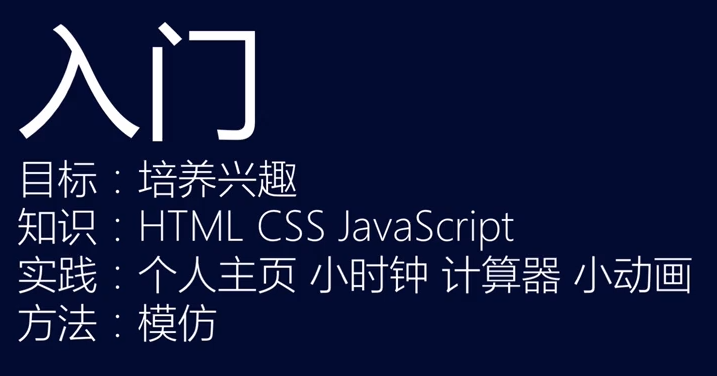 入门
目标：培养兴趣
知识：HTML CSS JavaScript
实践：个人主页 小时钟 计算器 小动画
方法：模仿